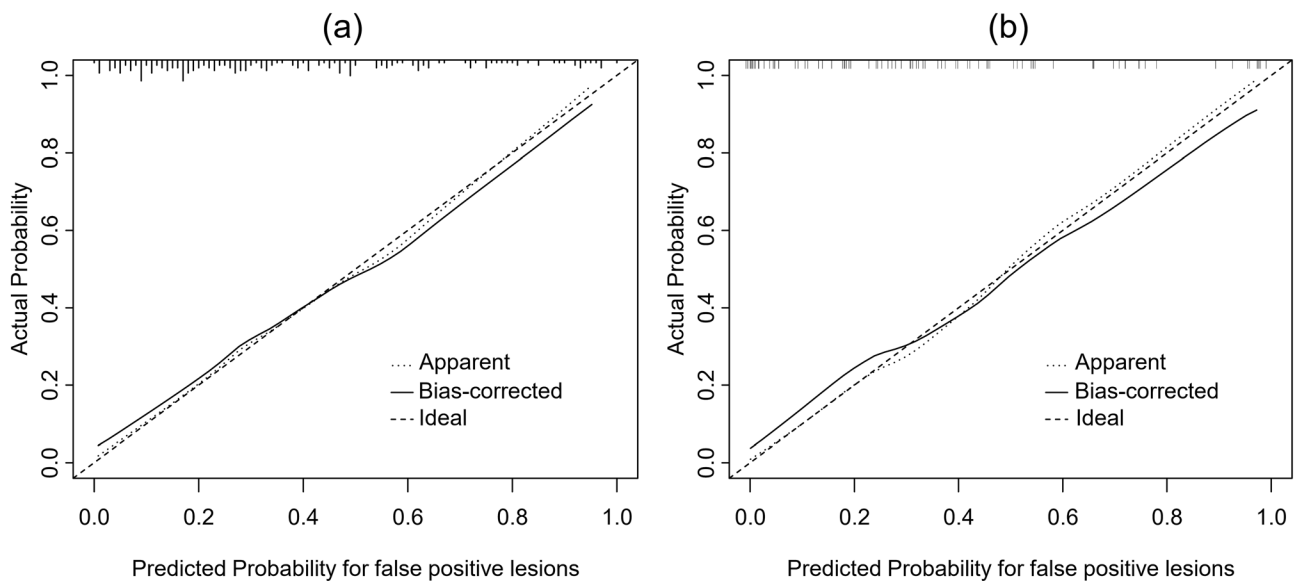 (a)
Actual Probability
1.0
0.8
0.6
0.4
0.2
0.0
Apparent
Bias-corrected
Ideal
0.0 0.2 0.4 0.6 0.8 1.0
Predicted Probability for false positive lesions
(b)
Actual Probability
1.0
0.8
0.6
0.4
0.2
0.0
Apparent
Bias-corrected
Ideal
0.0 0.2 0.4 0.6 0.8 1.0
Predicted Probability for false positive lesions